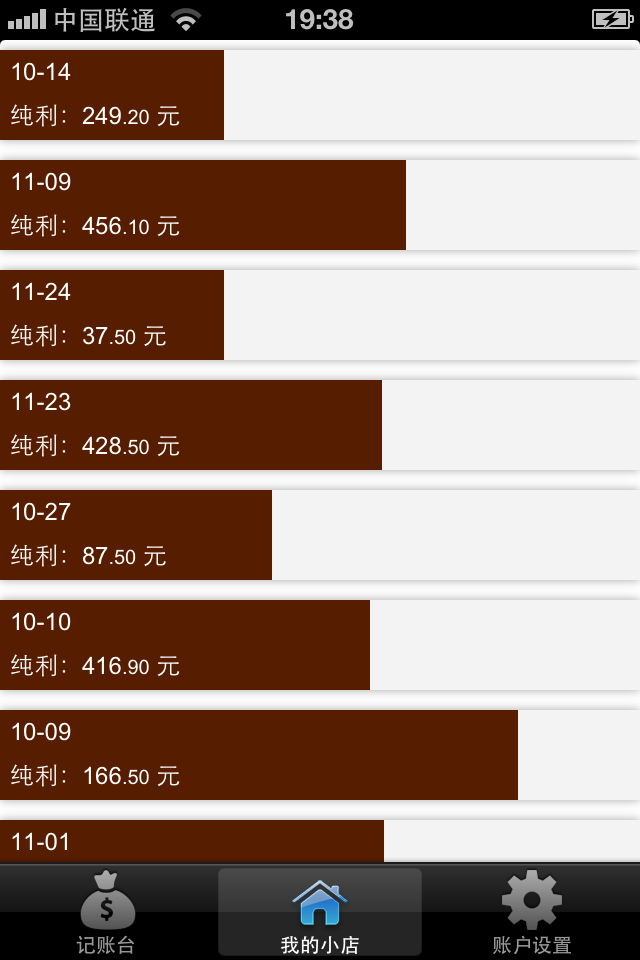 中国联通 19:38
10-14
纯利: 249.20 元
11-09
纯利: 456.10 元
11-24
纯利: 37.50 元
11-23
纯利: 428.50 元
10-27
纯利: 87.50 元
10-10
纯利: 416.90 元
10-09
纯利: 166.50 元
11-01
记账台 我的小店 账户设置